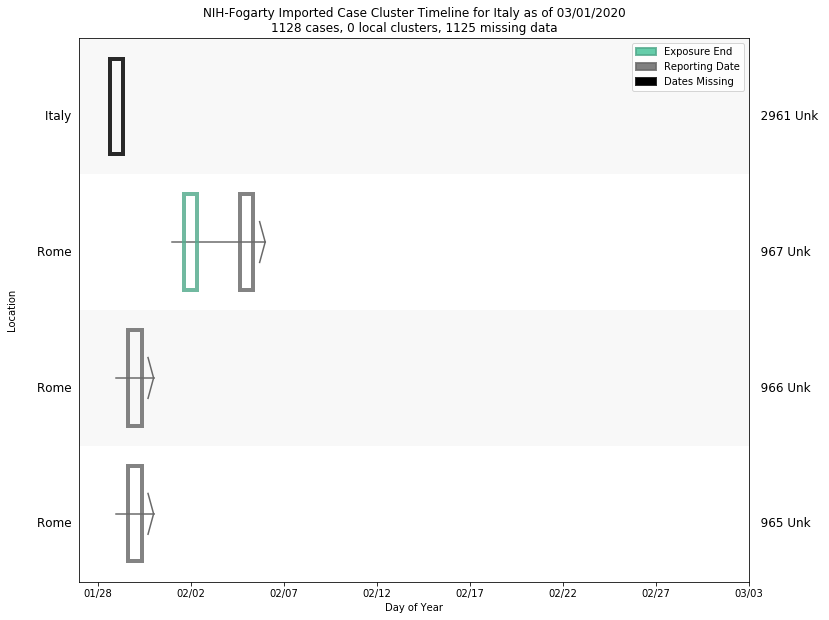 NIH-Fogarty Imported Case Cluster Timeline for Italy as of 03/01/2020
1128 cases, 0 local clusters, 1125 missing data
Exposure End
Reporting Date
Dates Missing
Italy
2961 Unk
Rome
967 Unk
Location
Rome
966 Unk
Rome
965 Unk
01/28 02/02 02/07 02/12 02/17 02/22 02/27 03/03
Day of Year